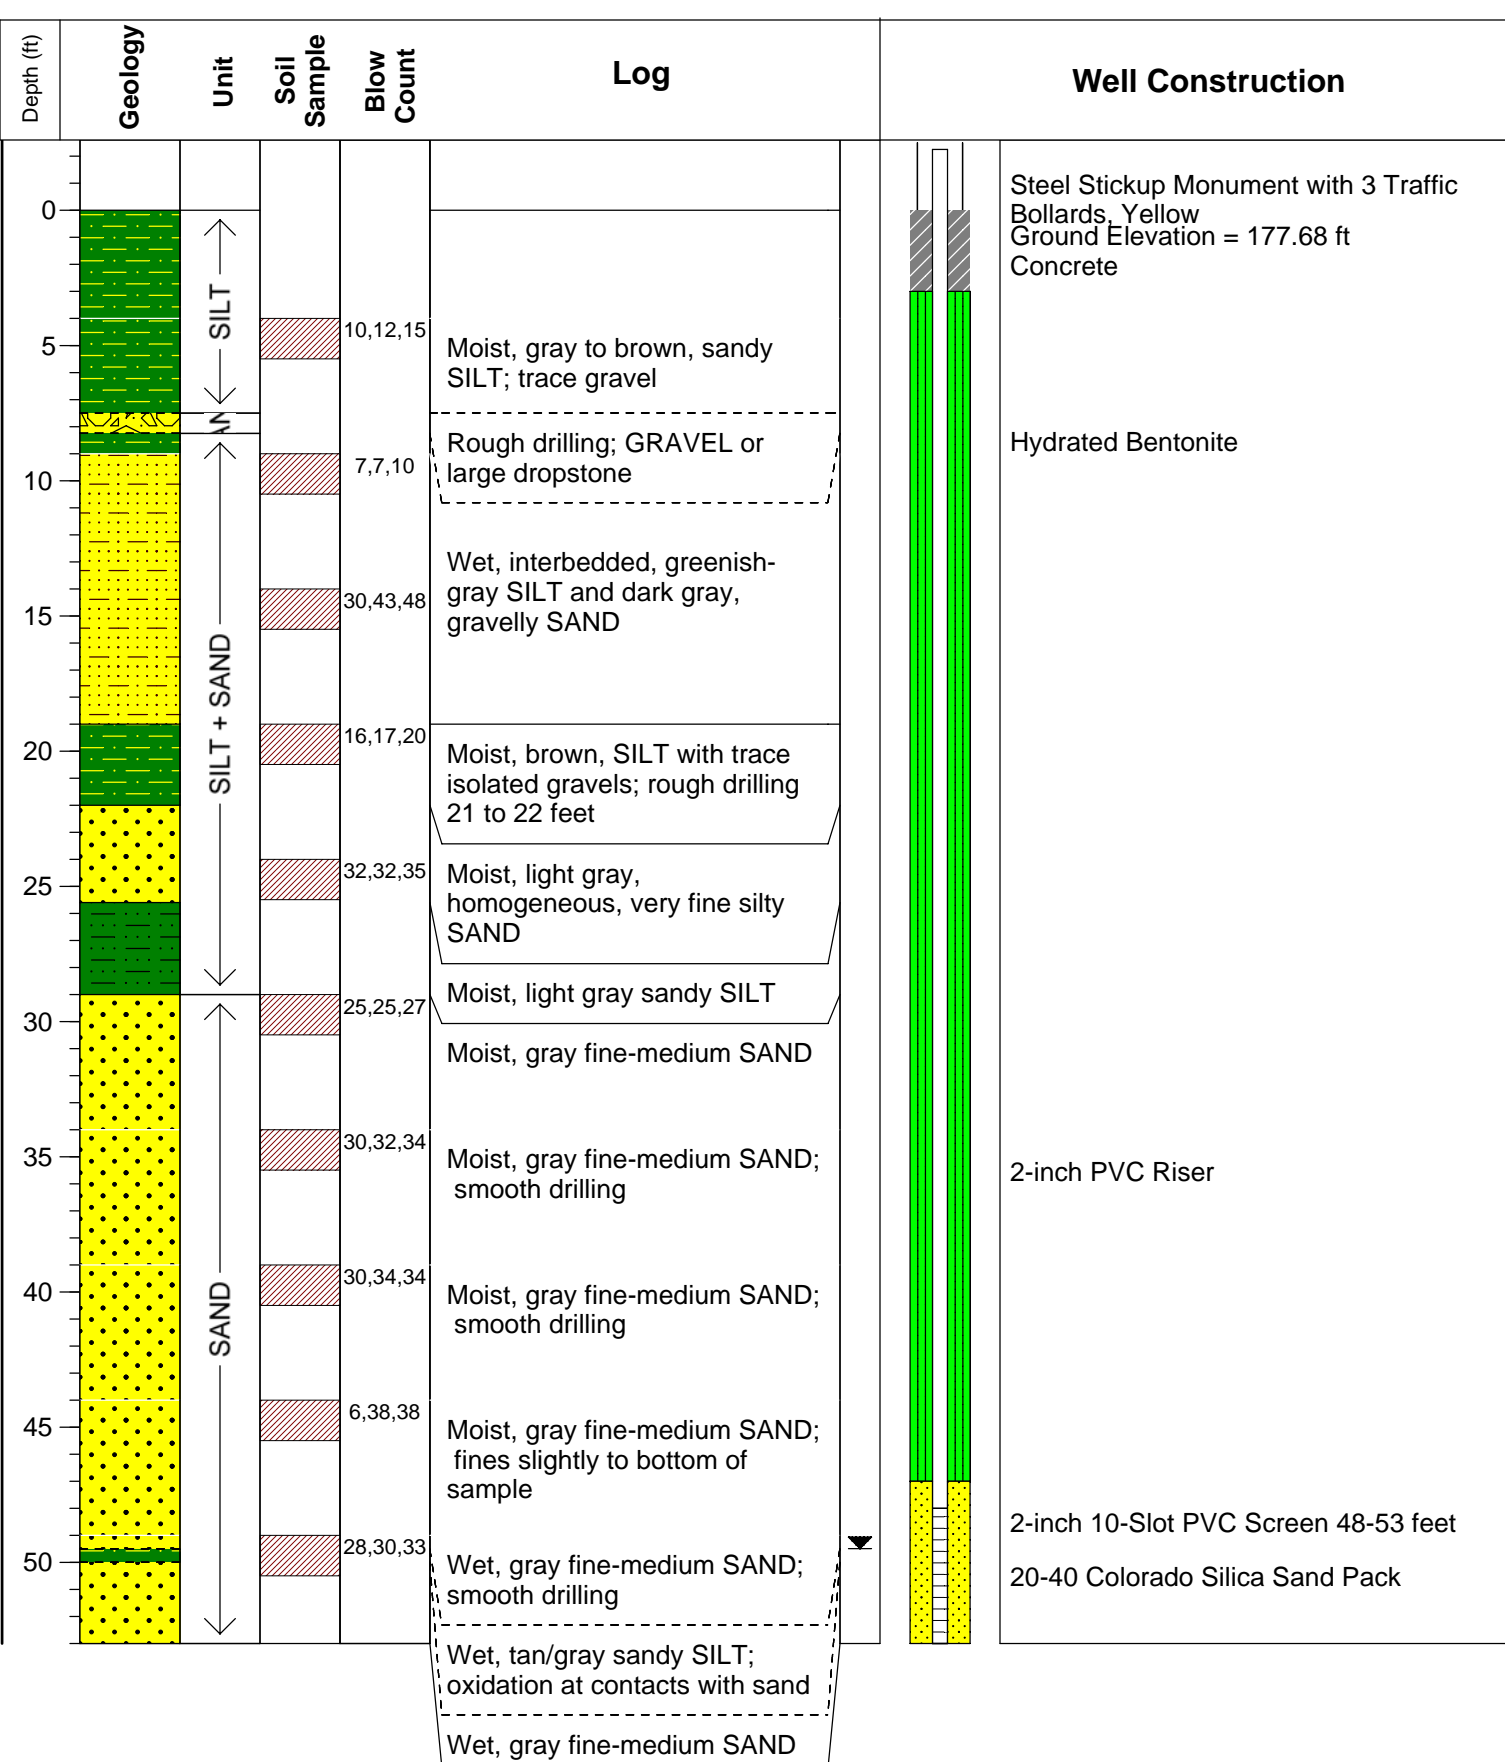 Depth (ft)
Geology
Unit
Soil
Sample
Blow
Count
Log
Well Construction
Steel Stickup Monument with 3 Traffic
Bollards, Yellow
0
Ground Elevation = 177.68 ft
Concrete
SILT
10,12,15
5
Moist, gray to brown, sandy
SILT; trace gravel
Rough drilling; GRAVEL or
large dropstone
Hydrated Bentonite
7,7,10
10
Wet, interbedded, greenish-
gray SILT and dark gray,
gravelly SAND
30,43,48
15
SILT + SAND
16,17,20
20
Moist, brown, SILT with trace
isolated gravels; rough drilling
21 to 22 feet
32,32,35
25
Moist, light gray,
homogeneous, very fine silty
SAND
Moist, light gray sandy SILT
25,25,27
30
Moist, gray fine-medium SAND
30,32,34
35
Moist, gray fine-medium SAND;
smooth drilling
2-inch PVC Riser
30,34,34
40
Moist, gray fine-medium SAND;
smooth drilling
SAND
6,38,38
45
Moist, gray fine-medium SAND;
fines slightly to bottom of
sample
2-inch 10-Slot PVC Screen 48-53 feet
28,30,33
50
Wet, gray fine-medium SAND;
smooth drilling
20-40 Colorado Silica Sand Pack
Wet, tan/gray sandy SILT;
oxidation at contacts with sand
Wet, gray fine-medium SAND